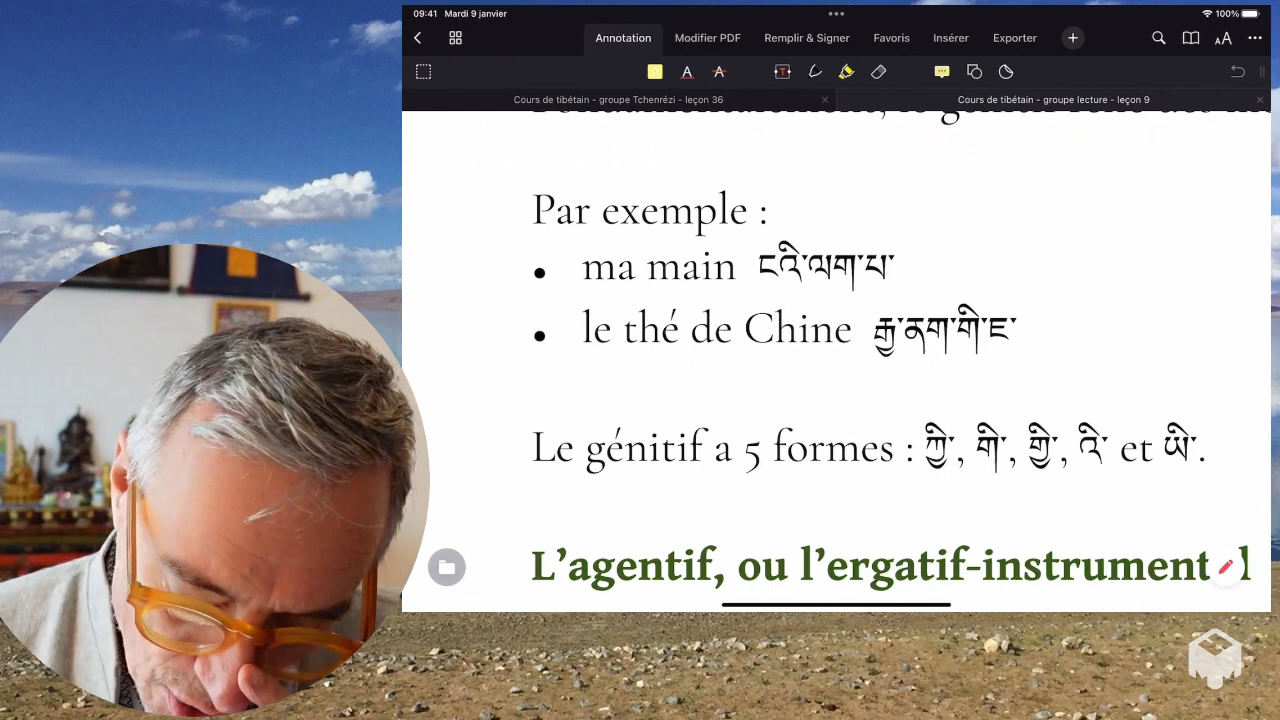 09:41 Mardi 9 janvier
100%
Annotation Modifier PDF Remplir & Signer Favoris Insérer Exporter
Cours de tibétain - groupe Tchenrézi - leçon 36
Cours de tibétain - groupe lecture - leçon 9
Par exemple :
• ma main ངའི་ལག་པ་
• le thé de Chine རྒྱ་ནག་གི་ཇ་
Le génitif a 5 formes : ཀྱི་, གི་, གྱི་, འི་ et ཡི་.
L’agentif, ou l’ergatif-instrument l